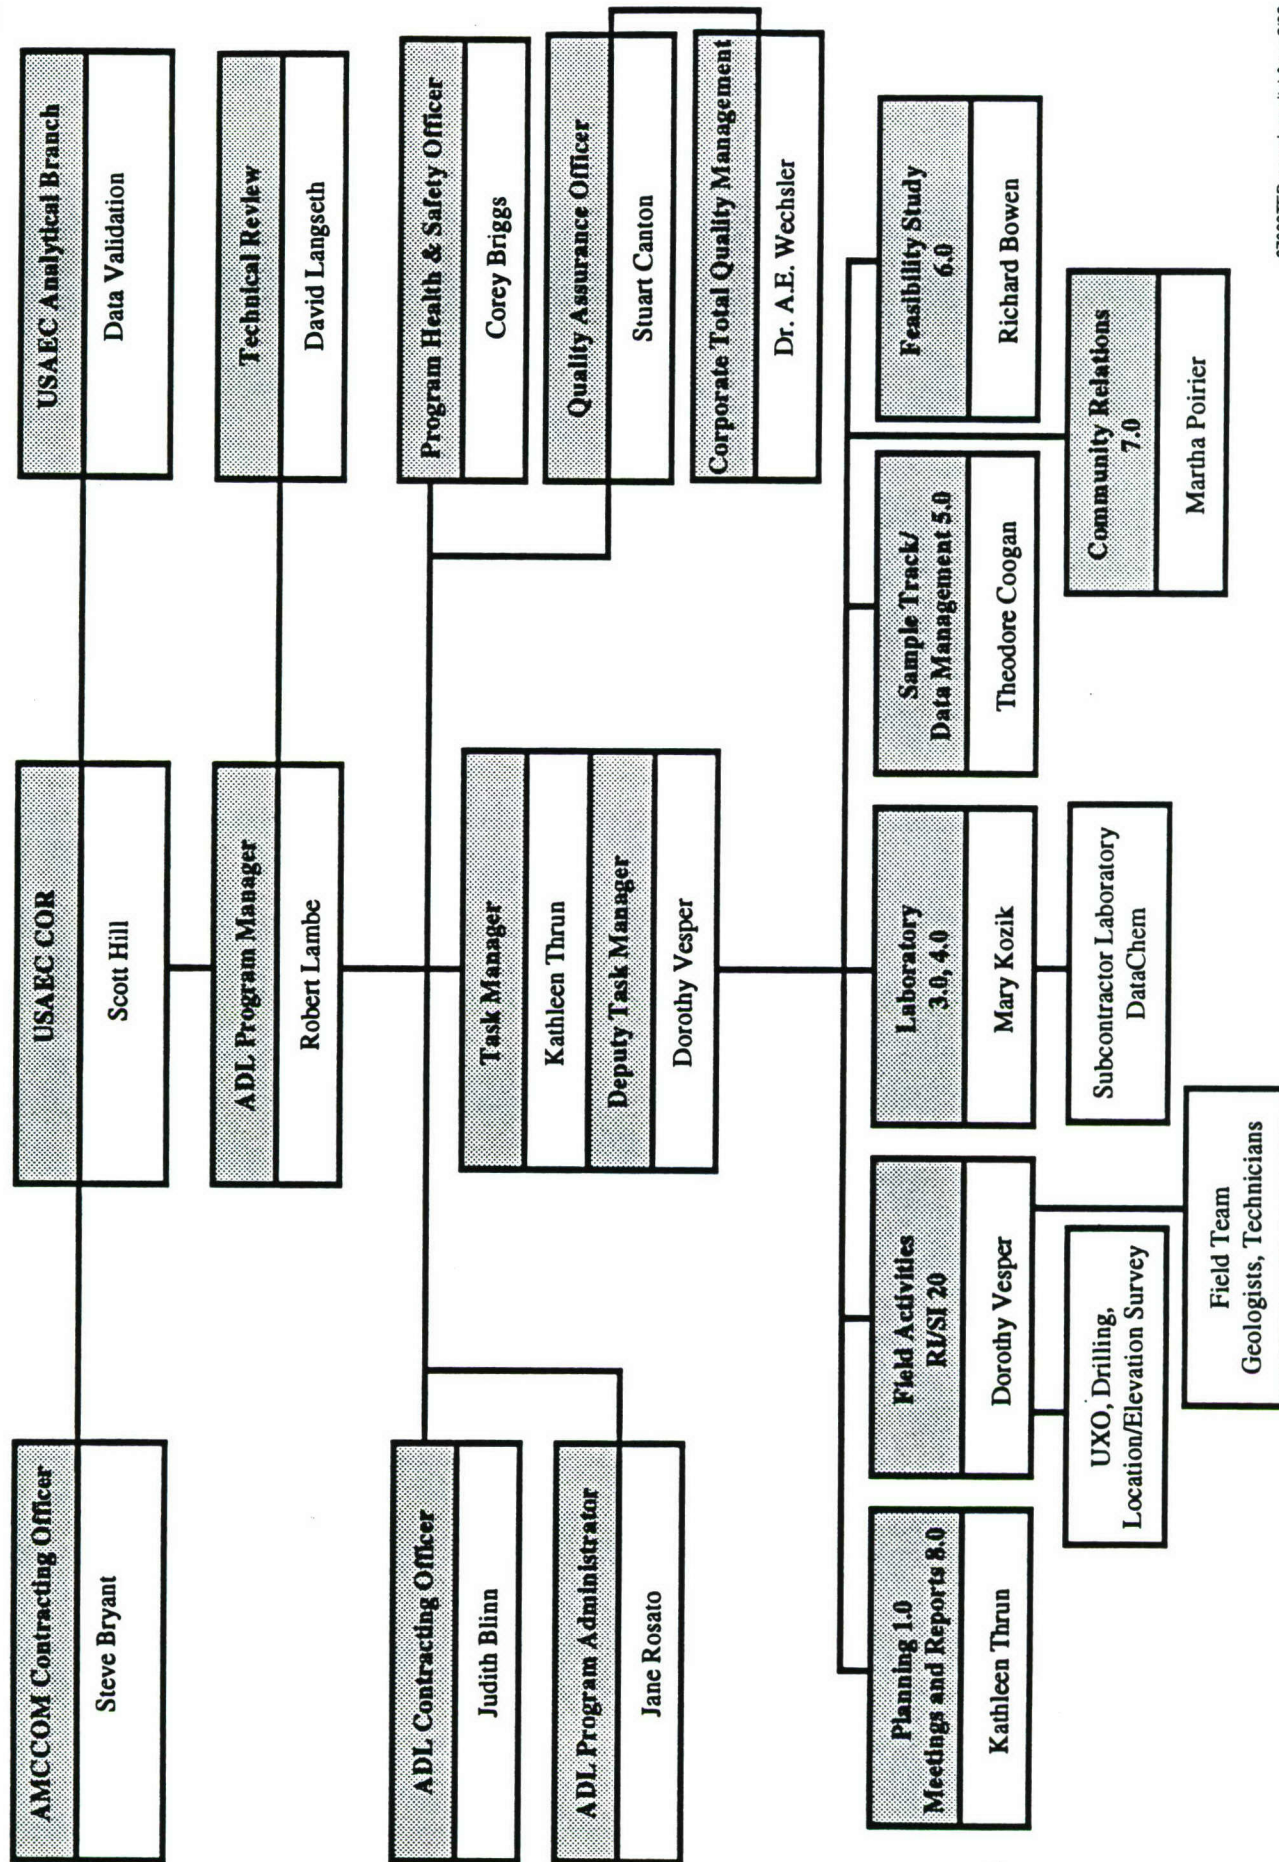 AMCCOM Contracting Officer
Steve Bryant
USAEC COR
Scott Hill
USAEC Analytical Branch
Data Validation
ADL Program Manager
Robert Lambe
Technical Review
David Langseth
ADL Contracting Officer
Judith Blinn
ADL Program Administrator
Jane Rosato
Task Manager
Kathleen Thrun
Deputy Task Manager
Dorothy Vesper
Program Health & Safety Officer
Corey Briggs
Quality Assurance Officer
Stuart Canton
Corporate Total Quality Management
Dr. A.E. Wechsler
Planning 1.0
Meetings and Reports 8.0
Kathleen Thrun
Field Activities
RI/SI 20
Dorothy Vesper
Laboratory
3.0, 4.0
Mary Kozik
Sample Track/
Data Management 5.0
Theodore Coogan
Feasibility Study
6.0
Richard Bowen
UXO, Drilling,
Location/Elevation Survey
Field Team
Geologists, Technicians
Subcontractor Laboratory
DataChem
Community Relations
7.0
Martha Poirier